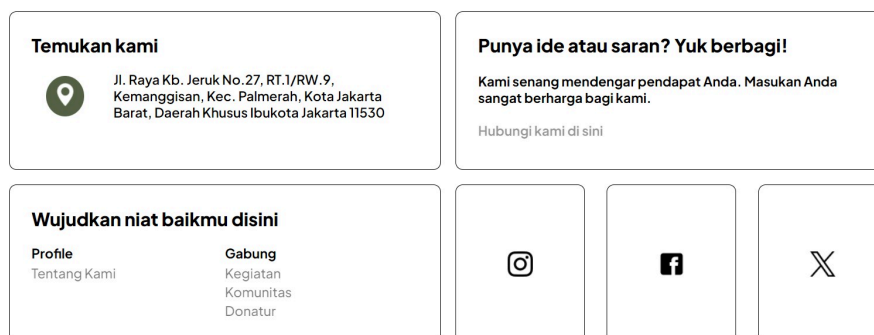 Temukan kami
Jl. Raya Kb. Jeruk No.27, RT.1/RW.9,
Kemanggisan, Kec. Palmerah, Kota Jakarta
Barat, Daerah Khusus Ibukota Jakarta 11530
Punya ide atau saran? Yuk berbagi!
Kami senang mendengar pendapat Anda. Masukan Anda
sangat berharga bagi kami.
Hubungi kami di sini
Wujudkan niat baikmu disini
Profile
Tentang Kami
Gabung
Kegiatan
Komunitas
Donatur